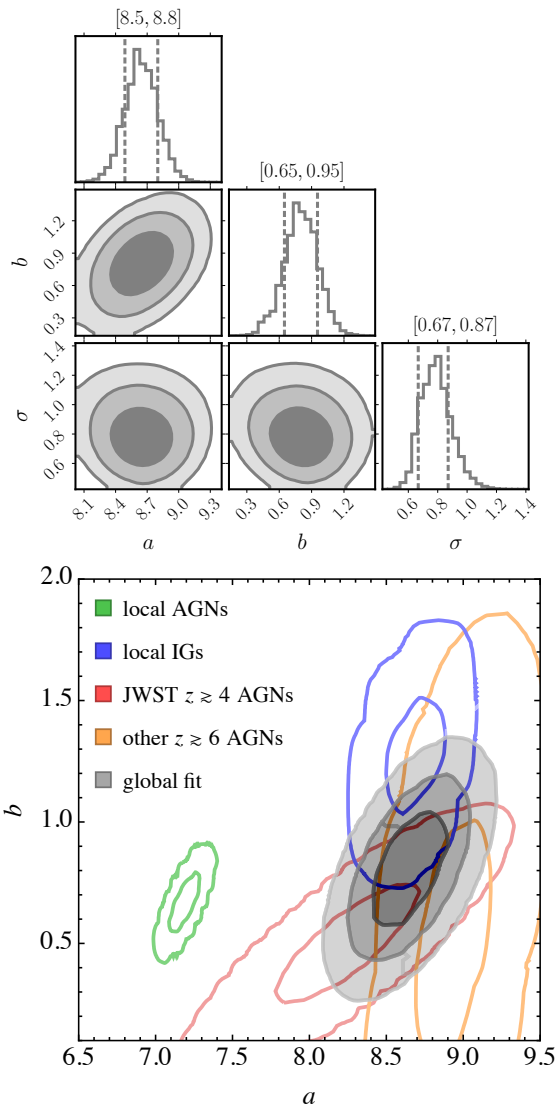 [8.5, 8.8]
b
1.2
0.9
0.6
0.3
[0.65, 0.95]
σ
1.4
1.2
1.0
0.8
0.6
[0.67, 0.87]
8.1 8.4 8.7 9.0 9.3
0.3 0.6 0.9 1.2
0.6 0.8 1.0 1.2 1.4
a b σ
2.0
1.5
1.0
0.5
b
local AGNs
local IGs
JWST z ≳ 4 AGNs
other z ≳ 6 AGNs
global fit
6.5 7.0 7.5 8.0 8.5 9.0 9.5
a